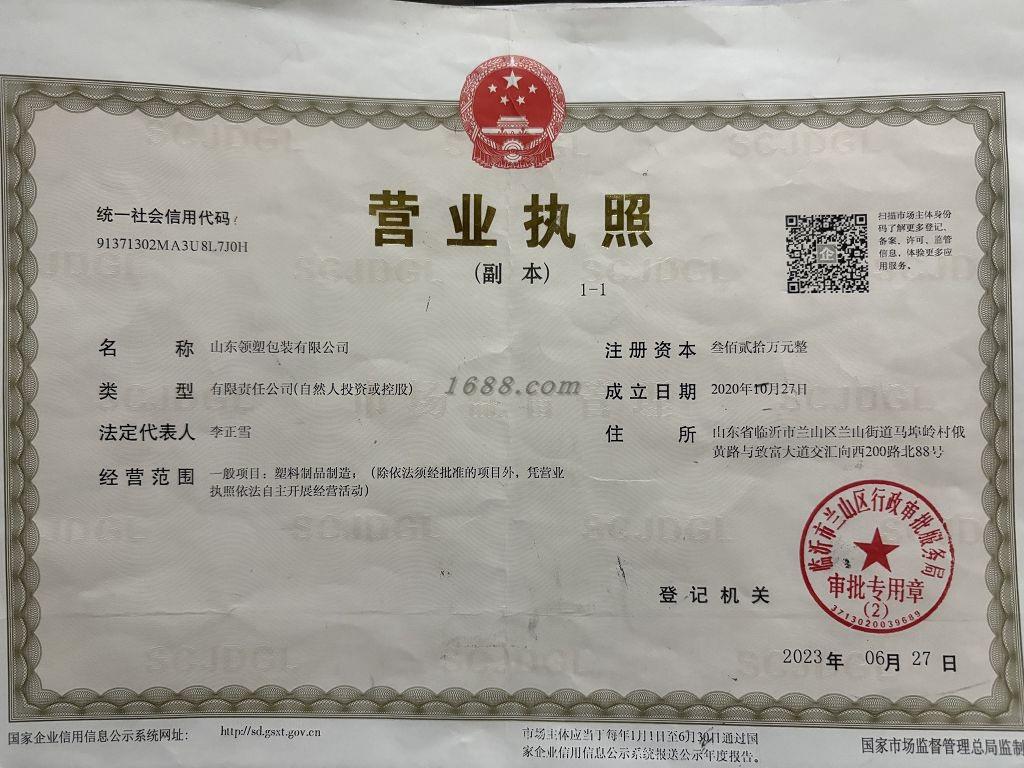 营业执照
(副 本)
1-1
统一社会信用代码
91371302MA3U8L7J0H
扫描市场主体身份
码了解更多登记、
备案、许可、监管
信息，体验更多应
用服务。
名 称 山东领塑包装有限公司
类 型 有限责任公司(自然人投资或控股)
法定代表人 李正雪
经营范围 一般项目：塑料制品制造；（除依法须经批准的项目外，凭营业
执照依法自主开展经营活动）
注册资本 叁佰贰拾万元整
成立日期 2020年10月27日
住 所 山东省临沂市兰山区兰山街道马埠岭村俄
黄路与致富大道交汇向西200路北88号
1688.com
登记机关
临沂市兰山区行政审批服务局
审批专用章
(2)
3713020039689
2023年 06月 27日
国家企业信用信息公示系统网址：
http://sd.gsxt.gov.cn
市场主体应当于每年1月1日至6月30日通过国
家企业信用信息公示系统报送公示年度报告。
国家市场监督管理总局监制
SCJDGL